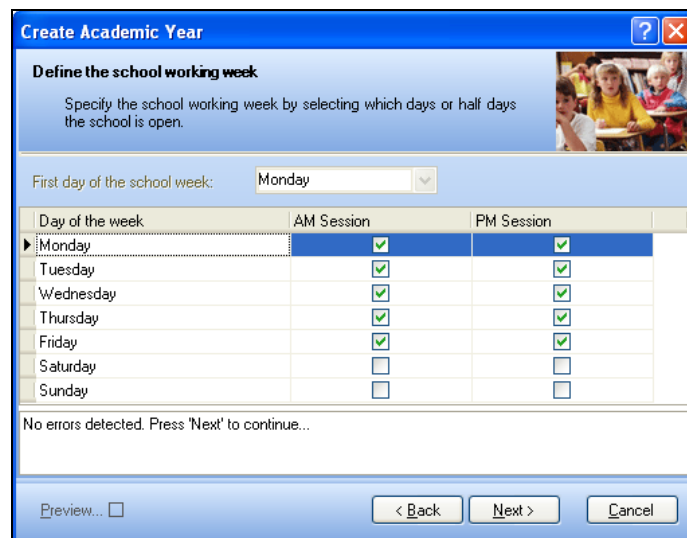 Create Academic Year
Define the school working week
Specify the school working week by selecting which days or half days
the school is open.
First day of the school week: Monday
Day of the week AM Session PM Session
Monday
Tuesday
Wednesday
Thursday
Friday
Saturday
Sunday
No errors detected. Press 'Next' to continue...
Preview... < Back Next > Cancel